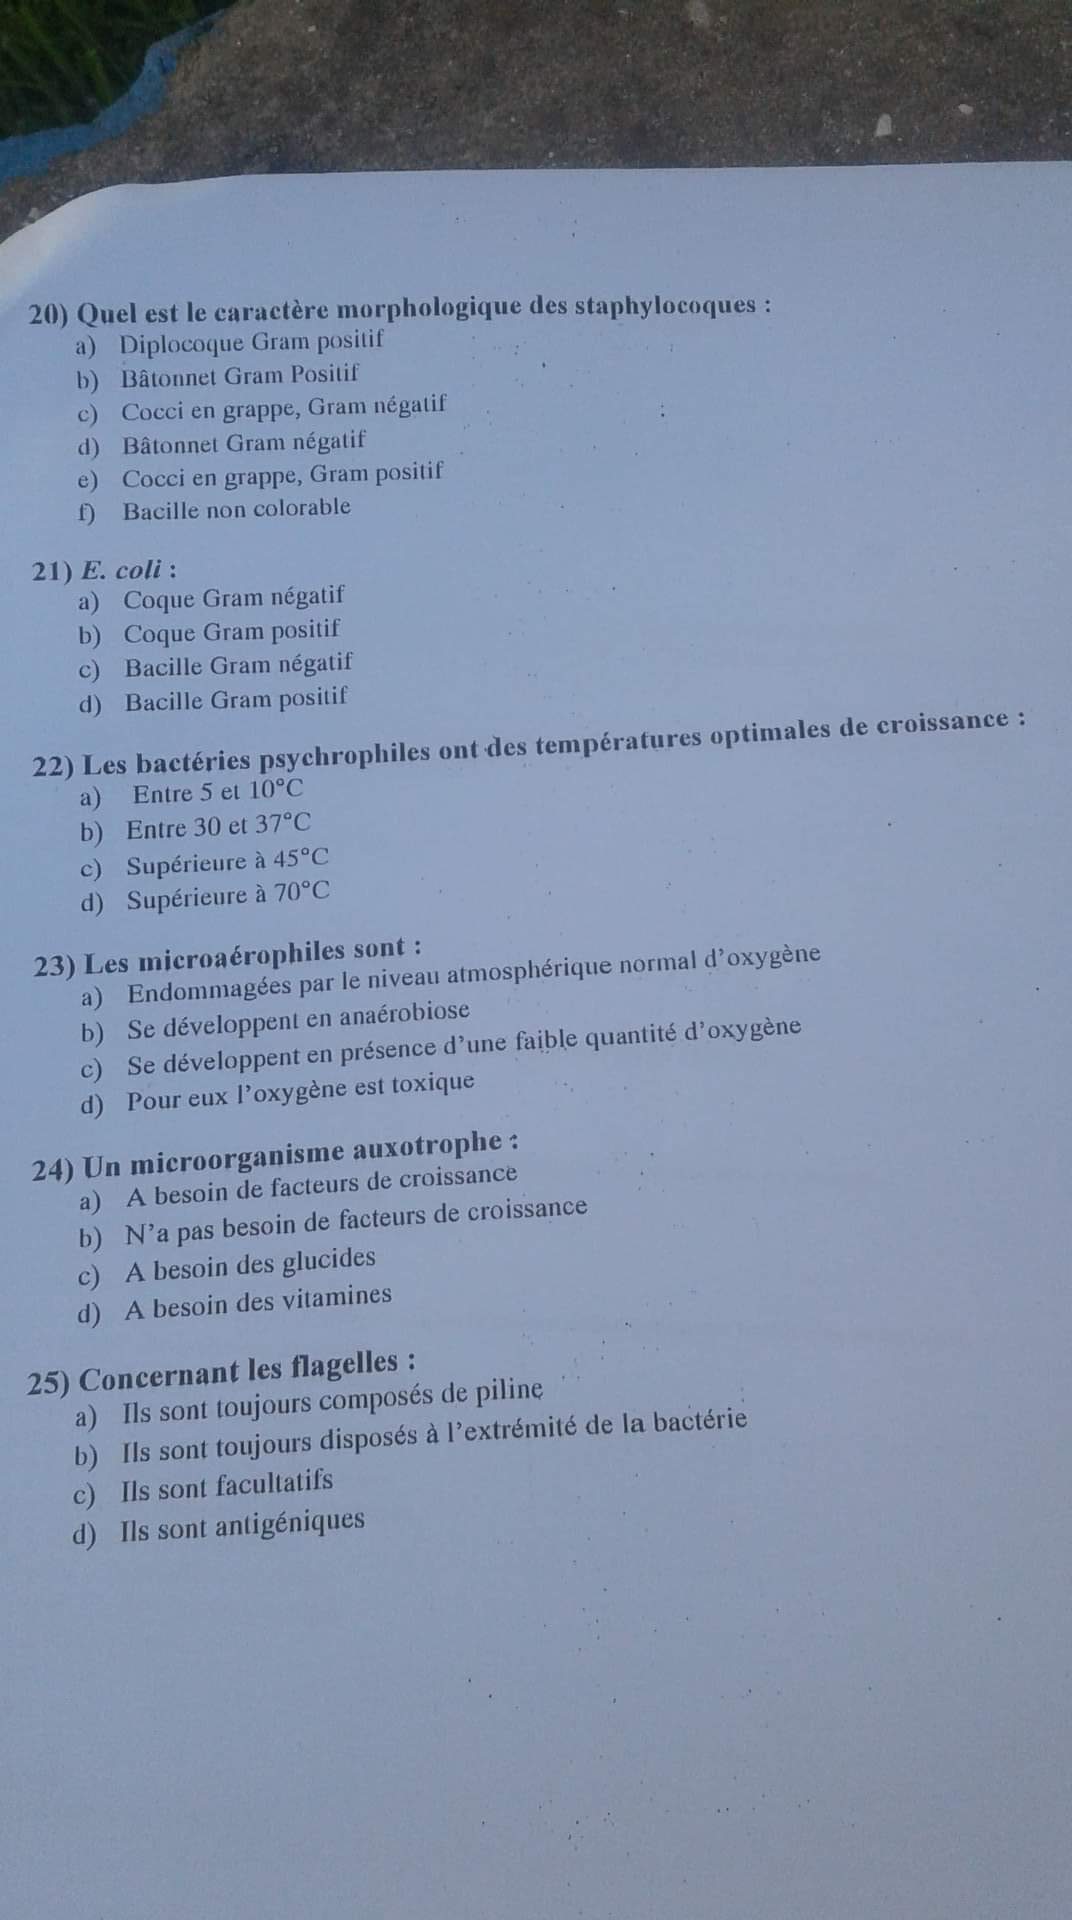 20) Quel est le caractère morphologique des staphylocoques :
a) Diplocoque Gram positif
b) Bâtonnet Gram Positif
c) Cocci en grappe, Gram négatif
d) Bâtonnet Gram négatif
e) Cocci en grappe, Gram positif
f) Bacille non colorable
21) E. coli :
a) Coque Gram négatif
b) Coque Gram positif
c) Bacille Gram négatif
d) Bacille Gram positif
22) Les bactéries psychrophiles ont des températures optimales de croissance :
a) Entre 5 et 10°C
b) Entre 30 et 37°C
c) Supérieure à 45°C
d) Supérieure à 70°C
23) Les microaérophiles sont :
a) Endommagées par le niveau atmosphérique normal d’oxygène
b) Se développent en anaérobiose
c) Se développent en présence d’une faible quantité d’oxygène
d) Pour eux l’oxygène est toxique
24) Un microorganisme auxotrophe :
a) A besoin de facteurs de croissance
b) N’a pas besoin de facteurs de croissance
c) A besoin des glucides
d) A besoin des vitamines
25) Concernant les flagelles :
a) Ils sont toujours composés de piline
b) Ils sont toujours disposés à l’extrémité de la bactérie
c) Ils sont facultatifs
d) Ils sont antigéniques